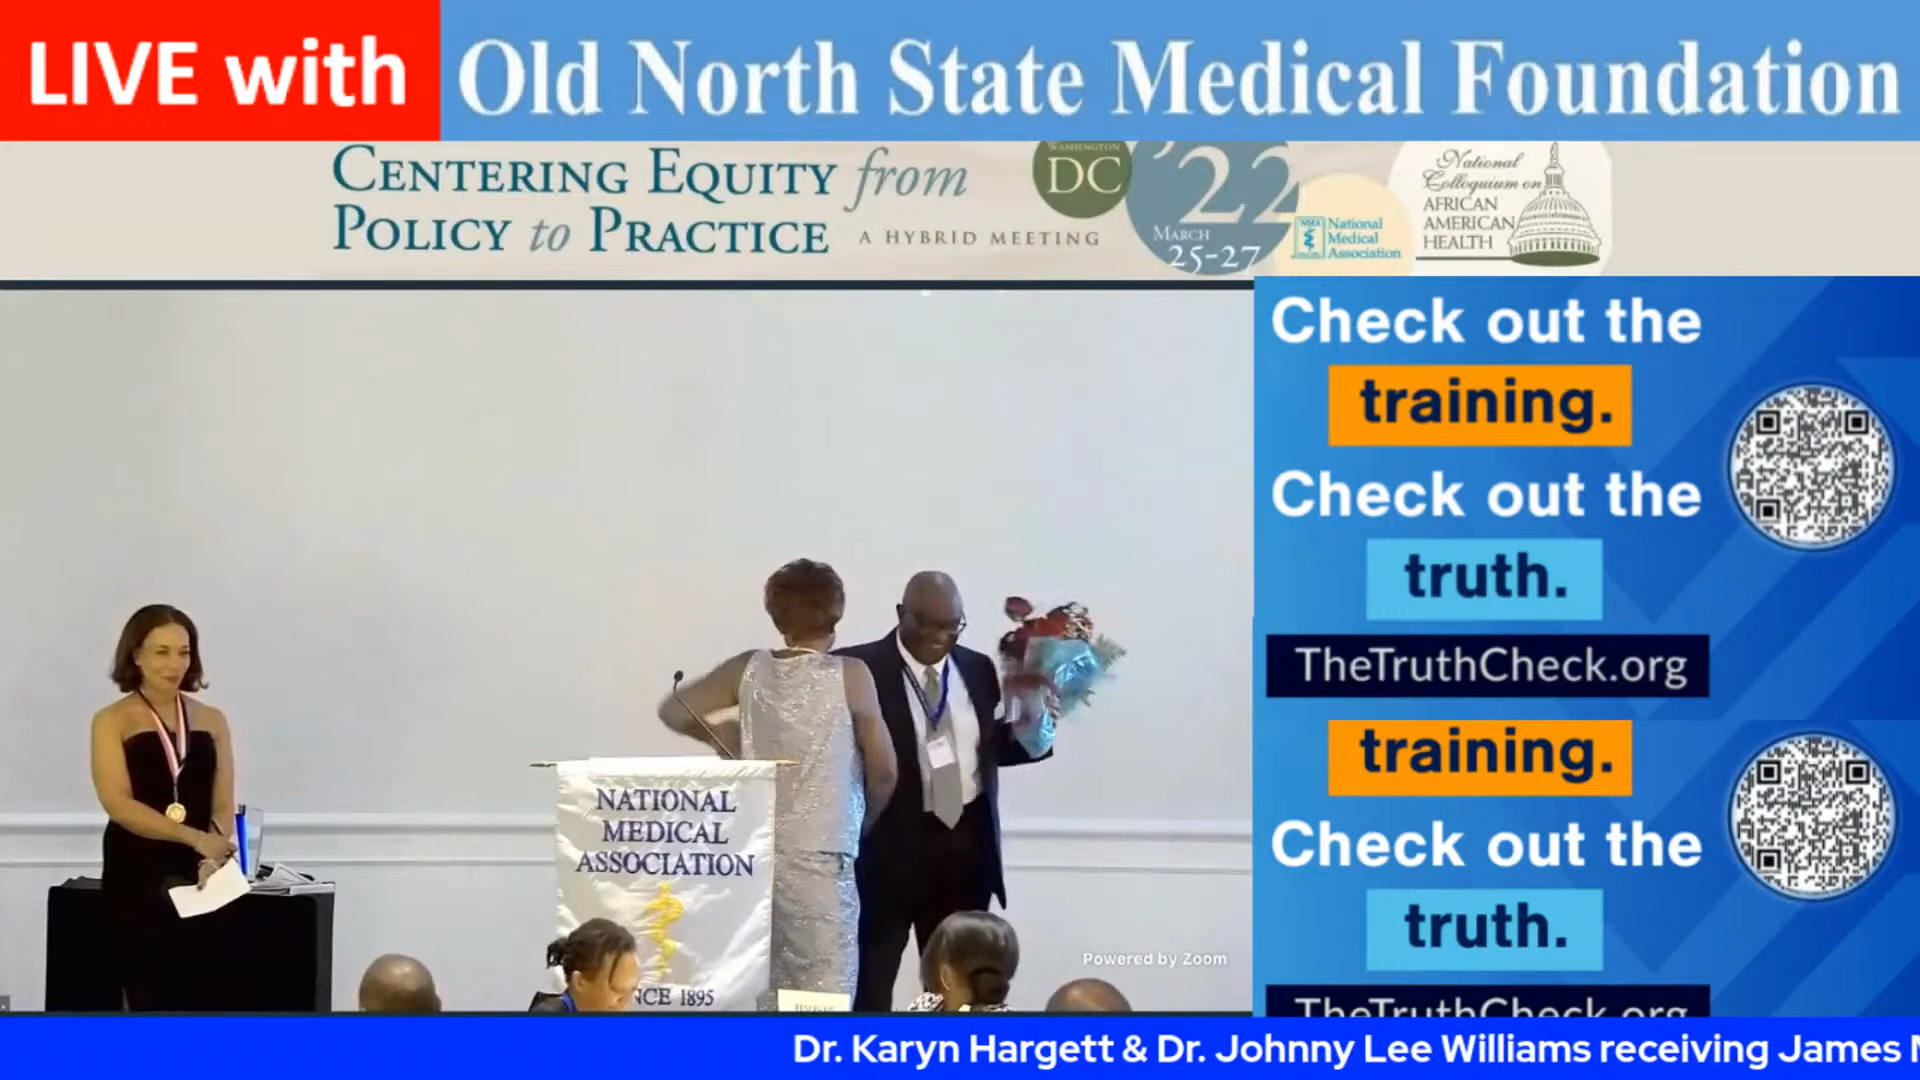 LIVE with Old North State Medical Foundation
CENTERING EQUITY from
POLICY to PRACTICE
A HYBRID MEETING
WASHINGTON
DC
'22
MARCH
25-27
NMA
National
Medical
Association
National
Colloquium on
AFRICAN
AMERICAN
HEALTH
Check out the
training.
Check out the
truth.
TheTruthCheck.org
training.
Check out the
truth.
TheTruthCheck.org
NATIONAL
MEDICAL
ASSOCIATION
NCE 1895
Powered by Zoom
Dr. Karyn Hargett & Dr. Johnny Lee Williams receiving James